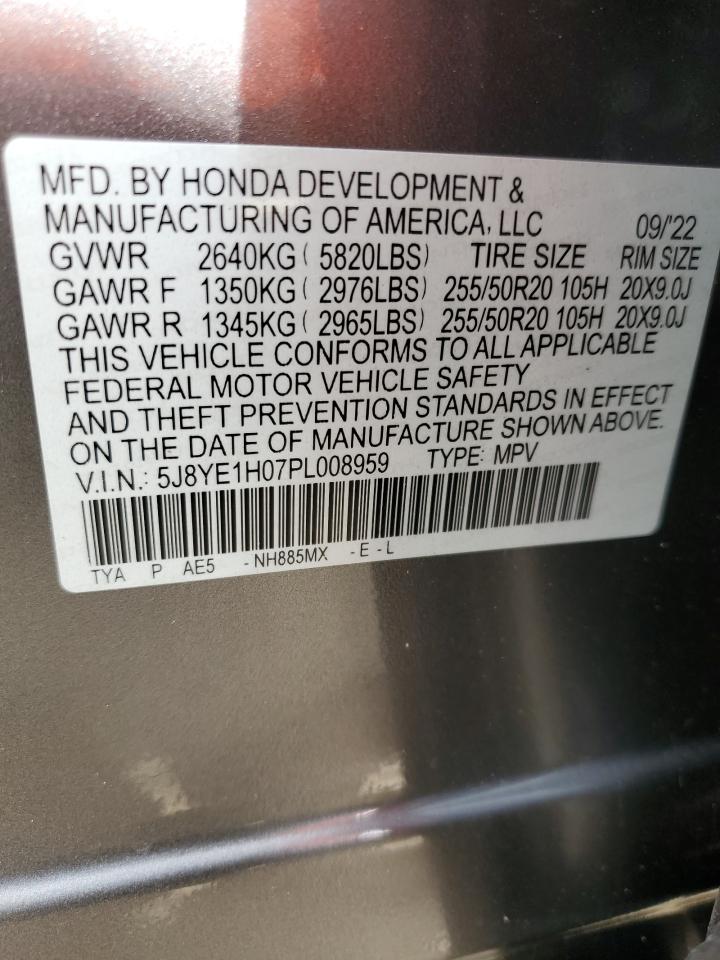 MFD. BY HONDA DEVELOPMENT &
MANUFACTURING OF AMERICA, LLC 09/'22
GVWR 2640KG ( 5820LBS) TIRE SIZE RIM SIZE
GAWR F 1350KG ( 2976LBS) 255/50R20 105H 20X9.0J
GAWR R 1345KG ( 2965LBS) 255/50R20 105H 20X9.0J
THIS VEHICLE CONFORMS TO ALL APPLICABLE
FEDERAL MOTOR VEHICLE SAFETY
AND THEFT PREVENTION STANDARDS IN EFFECT
ON THE DATE OF MANUFACTURE SHOWN ABOVE.
V.I.N.: 5J8YE1H07PL008959 TYPE: MPV
TYA P AE5 - NH885MX - E - L